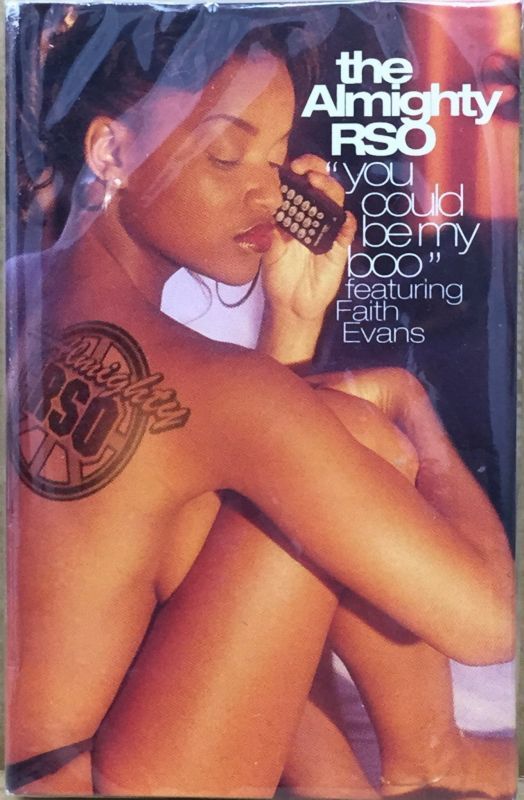 the
Almighty
RSO
"you
could
be my
boo"
featuring
Faith
Evans
Almighty
RSO